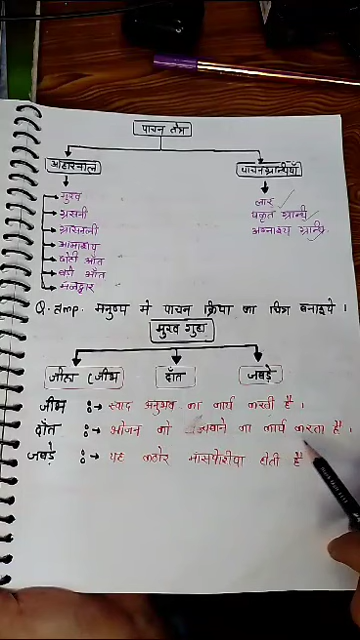 पाचन तंत्र
आहारनाल पाचनग्रन्थियाँ
मुख
ग्रसनी
ग्रासनली
आमाशय
छोटी आँत
बड़ी आँत
मलद्वार
लार
यकृत ग्रन्थि
अग्नाशय ग्रन्थि
Q. Imp. मनुष्य मे पाचन क्रिया का चित्र बनाइये।
मुख गुहा
(जीभ दाँत जबड़े
जीभ :→ स्वाद अनुभव का कार्य करती है।
दाँत :→ भोजन को चबाने का कार्य करता है।
जबड़े :→ यह कठोर मांसपेशिया होती है